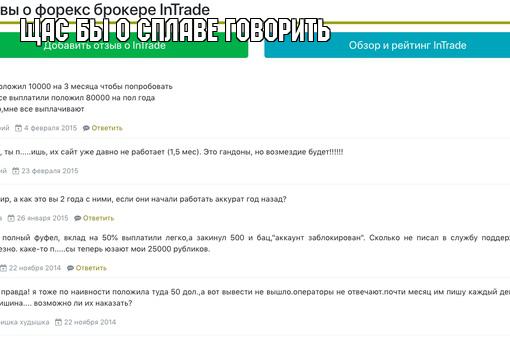 вы о форекс брокере InTrade
ЩАС БЫ О СПЛАВЕ ГОВОРИТЬ
Добавить отзыв о InTrade
Обзор и рейтинг InTrade
оложил 10000 на 3 месяца чтобы попробовать
се выплатили положил 80000 на пол года
о,мне все выплачивают
рий 4 февраля 2015 Ответить
, ты п.....ишь, их сайт уже давно не работает (1,5 мес). Это гандоны, но возмездие будет!!!!!!
ий 23 февраля 2015
ир, а как это вы 2 года с ними, если они начали работать аккурат год назад?
а 26 января 2015 Ответить
полный фуфел, вклад на 50% выплатили легко,а закинул 500 и бац,"аккаунт заблокирован". Сколько не писал в службу поддер
езно. каке-то п.....сы теперь юзают мои 25000 рубликов.
22 ноября 2014 Ответить
правда! я тоже по наивности положила туда 50 дол.,а вот вывести не вышло.операторы не отвечают.почти месяц им пишу каждый де
ишина.... возможно ли их наказать?
ишка худышка 22 ноября 2014